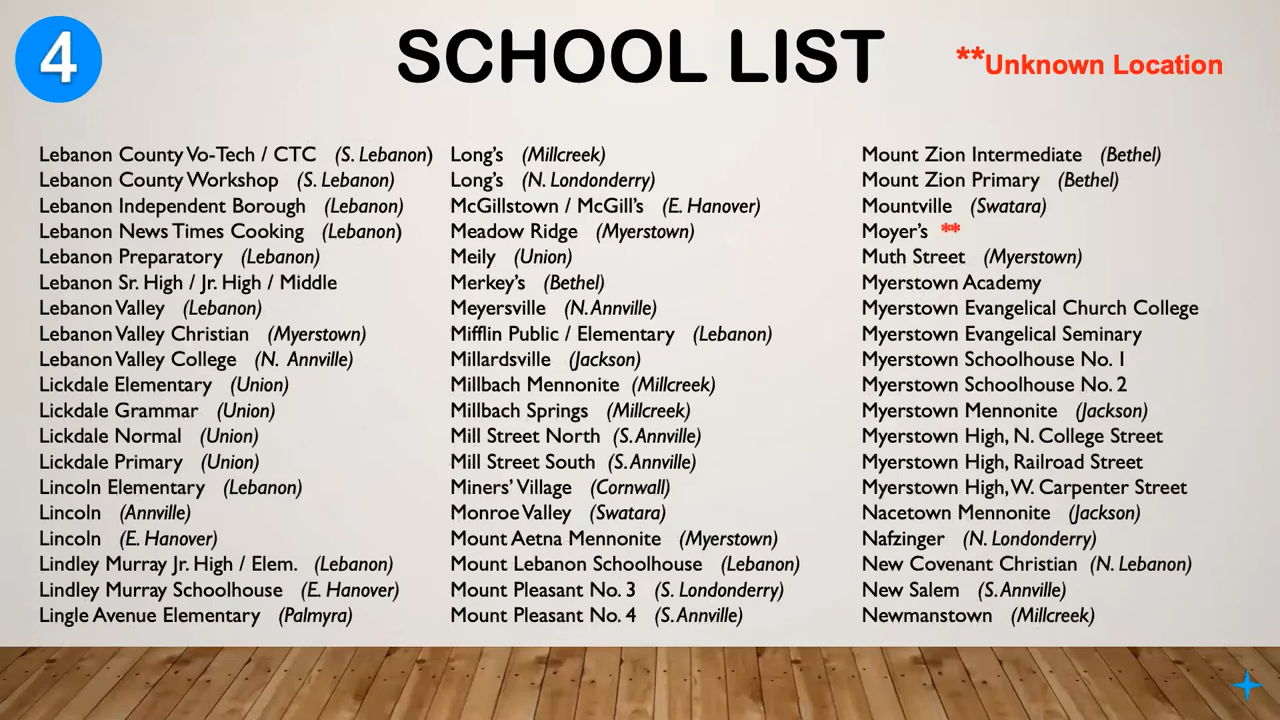 4
SCHOOL LIST
**Unknown Location
Lebanon County Vo-Tech / CTC (S. Lebanon)
Lebanon County Workshop (S. Lebanon)
Lebanon Independent Borough (Lebanon)
Lebanon News Times Cooking (Lebanon)
Lebanon Preparatory (Lebanon)
Lebanon Sr. High / Jr. High / Middle
Lebanon Valley (Lebanon)
Lebanon Valley Christian (Myerstown)
Lebanon Valley College (N. Annville)
Lickdale Elementary (Union)
Lickdale Grammar (Union)
Lickdale Normal (Union)
Lickdale Primary (Union)
Lincoln Elementary (Lebanon)
Lincoln (Annville)
Lincoln (E. Hanover)
Lindley Murray Jr. High / Elem. (Lebanon)
Lindley Murray Schoolhouse (E. Hanover)
Lingle Avenue Elementary (Palmyra)
Long's (Millcreek)
Long's (N. Londonderry)
McGillstown / McGill's (E. Hanover)
Meadow Ridge (Myerstown)
Meily (Union)
Merkey's (Bethel)
Meyersville (N. Annville)
Mifflin Public / Elementary (Lebanon)
Millardsville (Jackson)
Millbach Mennonite (Millcreek)
Millbach Springs (Millcreek)
Mill Street North (S. Annville)
Mill Street South (S. Annville)
Miners' Village (Cornwall)
Monroe Valley (Swatara)
Mount Aetna Mennonite (Myerstown)
Mount Lebanon Schoolhouse (Lebanon)
Mount Pleasant No. 3 (S. Londonderry)
Mount Pleasant No. 4 (S. Annville)
Mount Zion Intermediate (Bethel)
Mount Zion Primary (Bethel)
Mountville (Swatara)
Moyer's **
Muth Street (Myerstown)
Myerstown Academy
Myerstown Evangelical Church College
Myerstown Evangelical Seminary
Myerstown Schoolhouse No. 1
Myerstown Schoolhouse No. 2
Myerstown Mennonite (Jackson)
Myerstown High, N. College Street
Myerstown High, Railroad Street
Myerstown High, W. Carpenter Street
Nacetown Mennonite (Jackson)
Nafzinger (N. Londonderry)
New Covenant Christian (N. Lebanon)
New Salem (S. Annville)
Newmanstown (Millcreek)